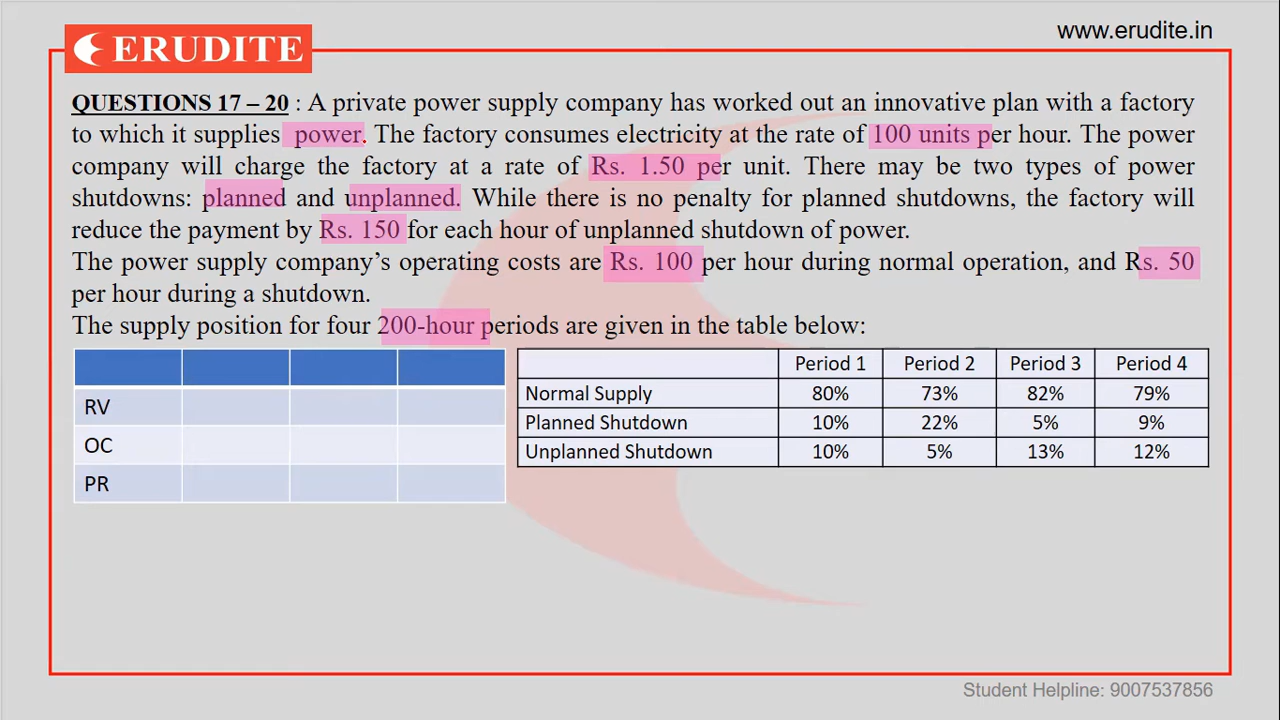 ERUDITE
www.erudite.in
QUESTIONS 17 – 20 : A private power supply company has worked out an innovative plan with a factory
to which it supplies power. The factory consumes electricity at the rate of 100 units per hour. The power
company will charge the factory at a rate of Rs. 1.50 per unit. There may be two types of power
shutdowns: planned and unplanned. While there is no penalty for planned shutdowns, the factory will
reduce the payment by Rs. 150 for each hour of unplanned shutdown of power.
The power supply company's operating costs are Rs. 100 per hour during normal operation, and Rs. 50
per hour during a shutdown.
The supply position for four 200-hour periods are given in the table below:
RV
OC
PR
Period 1 Period 2 Period 3 Period 4
Normal Supply 80% 73% 82% 79%
Planned Shutdown 10% 22% 5% 9%
Unplanned Shutdown 10% 5% 13% 12%
Student Helpline: 9007537856